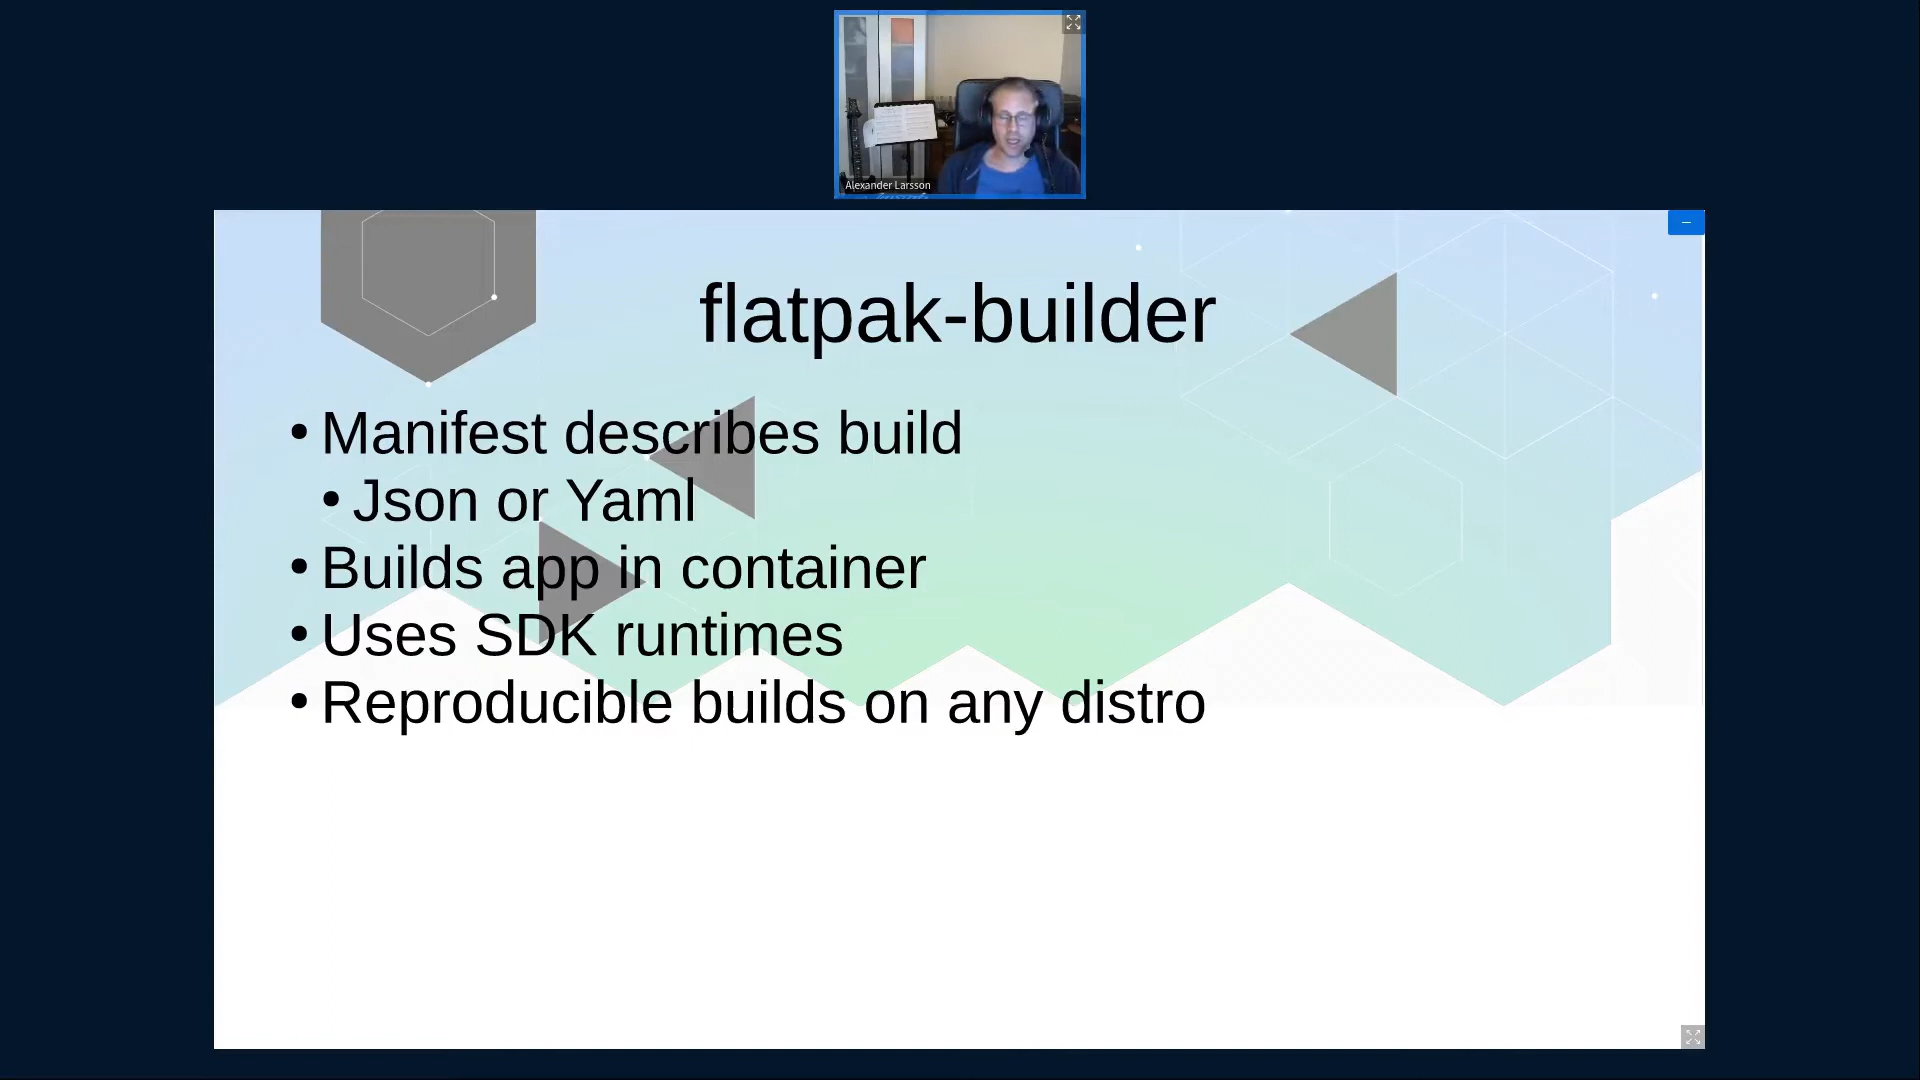 Alexander Larsson
flatpak-builder
• Manifest describes build
• Json or Yaml
• Builds app in container
• Uses SDK runtimes
• Reproducible builds on any distro